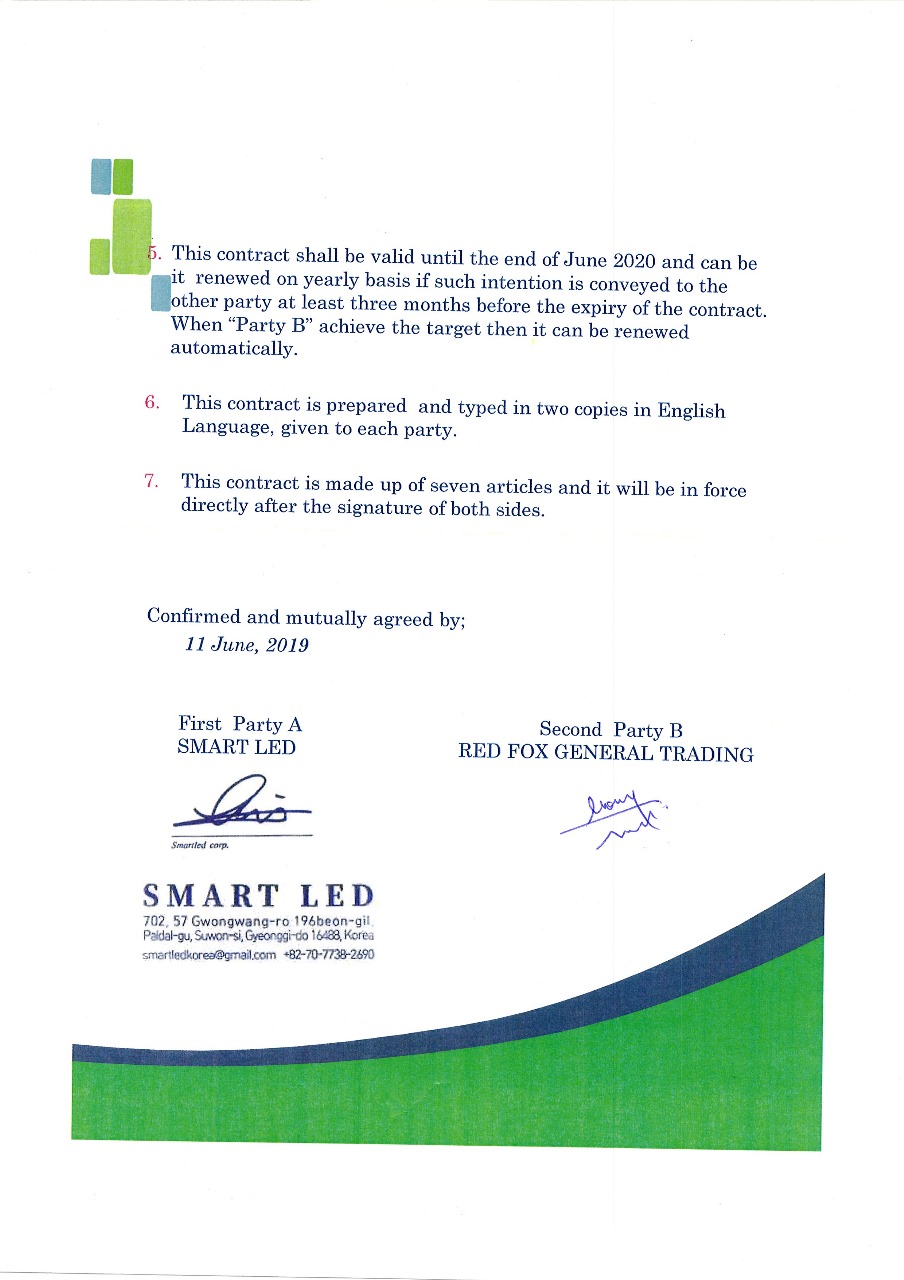 5. This contract shall be valid until the end of June 2020 and can be
it  renewed on yearly basis if such intention is conveyed to the
other party at least three months before the expiry of the contract.
When “Party B” achieve the target then it can be renewed
automatically.
6. This contract is prepared  and typed in two copies in English
Language, given to each party.
7. This contract is made up of seven articles and it will be in force
directly after the signature of both sides.
Confirmed and mutually agreed by;
11 June, 2019
First  Party A
SMART LED
Second  Party B
RED FOX GENERAL TRADING
Smartled corp.
SMART LED
702, 57 Gwongwang-ro 196beon-gil,
Paldal-gu, Suwon-si, Gyeonggi-do 16488, Korea
smartledkorea@gmail.com +82-70-7738-2690